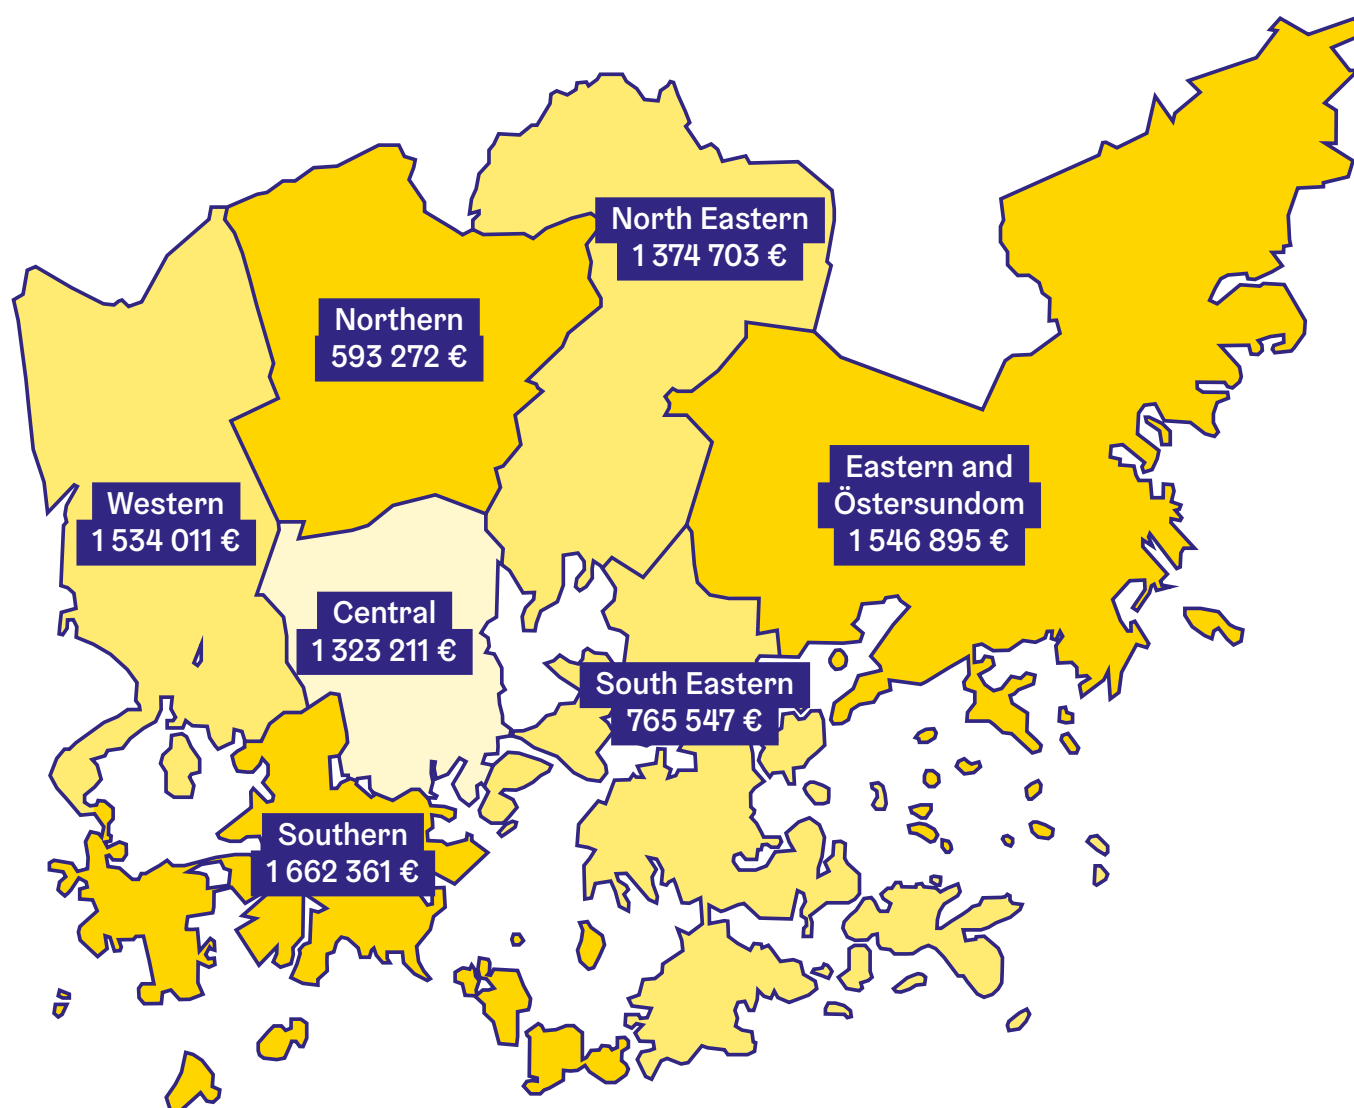 North Eastern
1 374 703 €
Northern
593 272 €
Eastern and
Östersundom
1 546 895 €
Western
1 534 011 €
Central
1 323 211 €
South Eastern
765 547 €
Southern
1 662 361 €